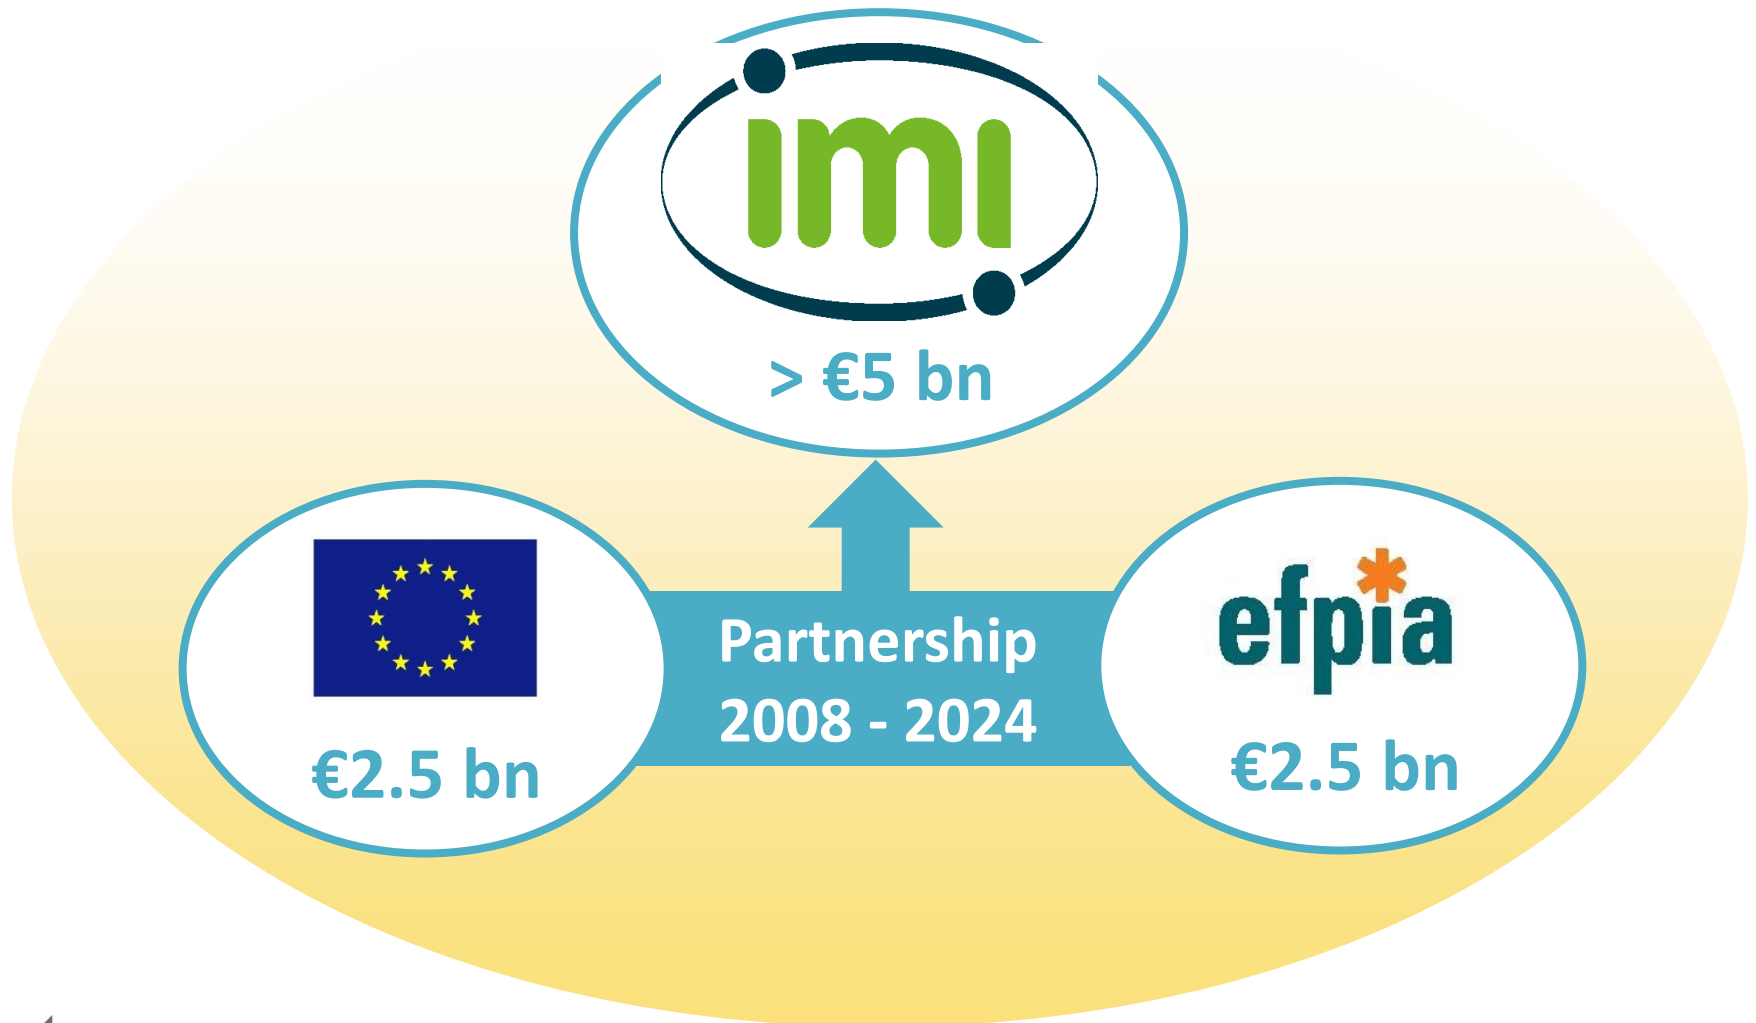 imi
> €5 bn
Partnership
2008 - 2024
€2.5 bn
efpia
€2.5 bn